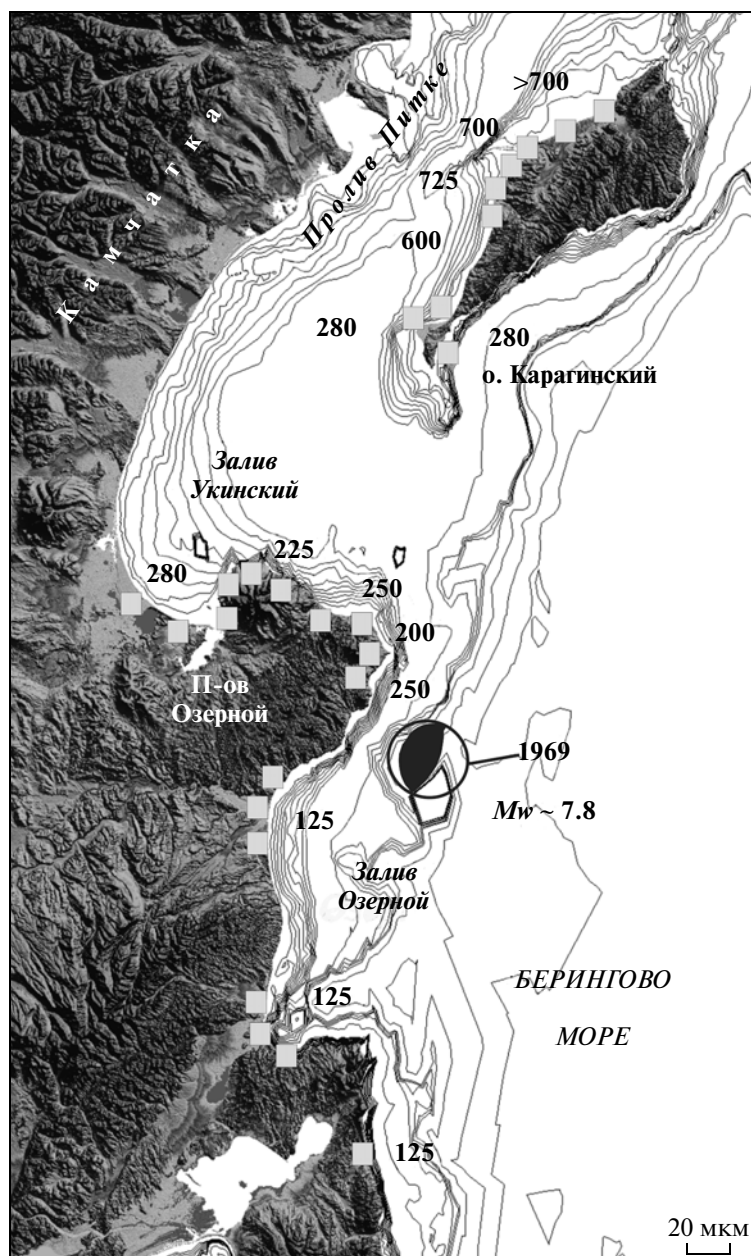 >700
Пролив Питке
700
Камчатка
725
600
280
280
о. Карагинский
Залив
Укинский
225
280
250
200
П-ов
Озерной
250
1969
Mw ~ 7.8
125
Залив
Озерной
125
БЕРИНГОВО
МОРЕ
125
20 мкм